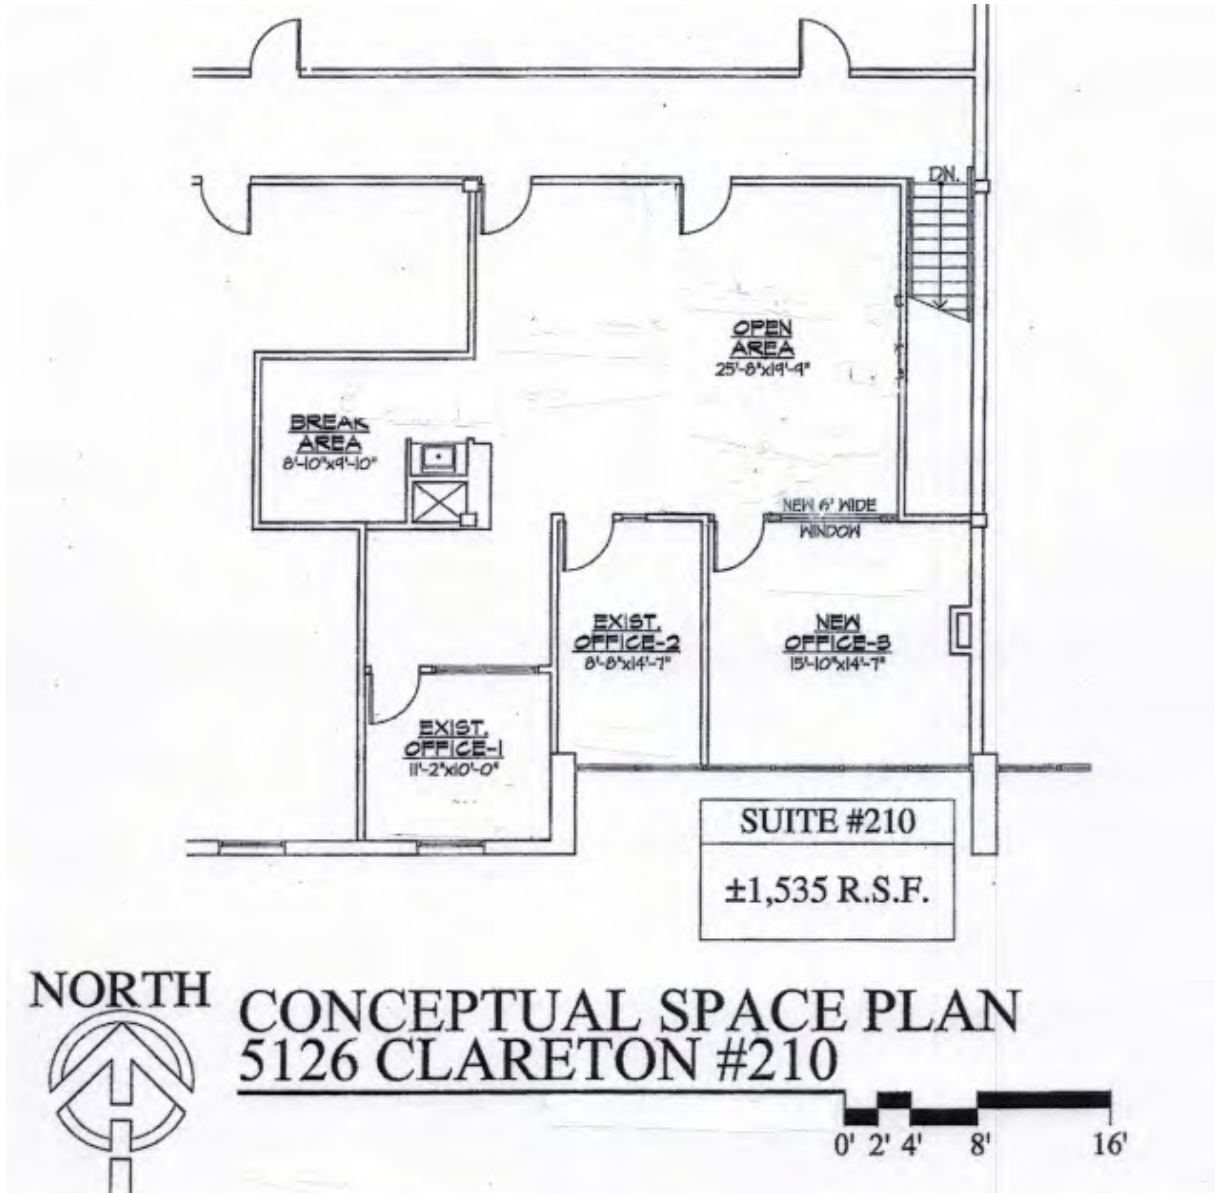 DN.
OPEN
AREA
25'-8"x19'-9"
BREAK
AREA
8'-10"x9'-10"
NEW 6' WIDE
WINDOW
EXIST.
OFFICE-2
8'-8"x14'-7"
NEW
OFFICE-3
15'-10"x14'-7"
EXIST.
OFFICE-1
11'-2"x10'-0"
SUITE #210
±1,535 R.S.F.
NORTH
CONCEPTUAL SPACE PLAN
5126 CLARETON #210
0' 2' 4' 8' 16'